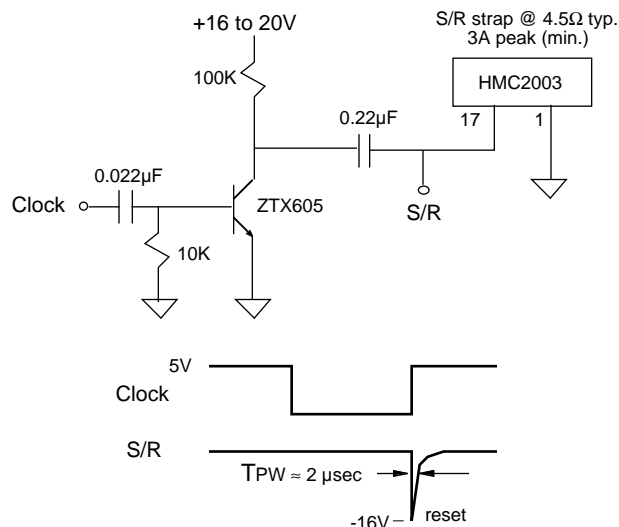 +16 to 20V
S/R strap @ 4.5Ω typ.
3A peak (min.)
100K
HMC2003
17
1
0.22µF
0.022µF
Clock
ZTX605
S/R
10K
5V
Clock
S/R
TPW ≈ 2 µsec
-16V
reset